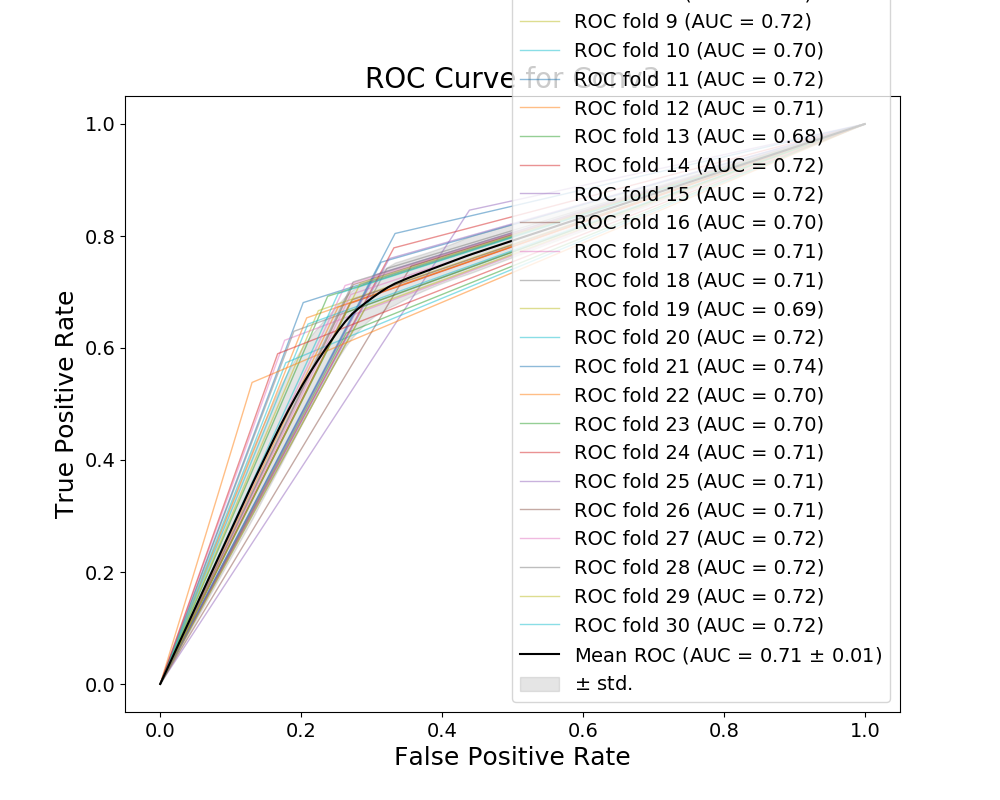 ROC fold 9 (AUC = 0.72)
ROC fold 10 (AUC = 0.70)
ROC Curve for Conv3
ROC fold 11 (AUC = 0.72)
ROC fold 12 (AUC = 0.71)
ROC fold 13 (AUC = 0.68)
ROC fold 14 (AUC = 0.72)
ROC fold 15 (AUC = 0.72)
ROC fold 16 (AUC = 0.70)
ROC fold 17 (AUC = 0.71)
ROC fold 18 (AUC = 0.71)
ROC fold 19 (AUC = 0.69)
ROC fold 20 (AUC = 0.72)
ROC fold 21 (AUC = 0.74)
ROC fold 22 (AUC = 0.70)
ROC fold 23 (AUC = 0.70)
ROC fold 24 (AUC = 0.71)
ROC fold 25 (AUC = 0.71)
ROC fold 26 (AUC = 0.71)
ROC fold 27 (AUC = 0.72)
ROC fold 28 (AUC = 0.72)
ROC fold 29 (AUC = 0.72)
ROC fold 30 (AUC = 0.72)
Mean ROC (AUC = 0.71 ± 0.01)
± std.
True Positive Rate
1.0
0.8
0.6
0.4
0.2
0.0
0.0 0.2 0.4 0.6 0.8 1.0
False Positive Rate